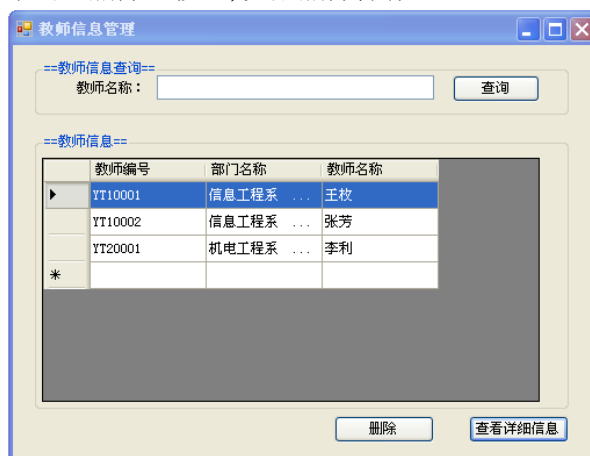 教师信息管理
==教师信息查询==
教师名称： 查询
==教师信息==
教师编号 部门名称 教师名称
YT10001 信息工程系 ... 王枚
YT10002 信息工程系 ... 张芳
YT20001 机电工程系 ... 李利
删除 查看详细信息